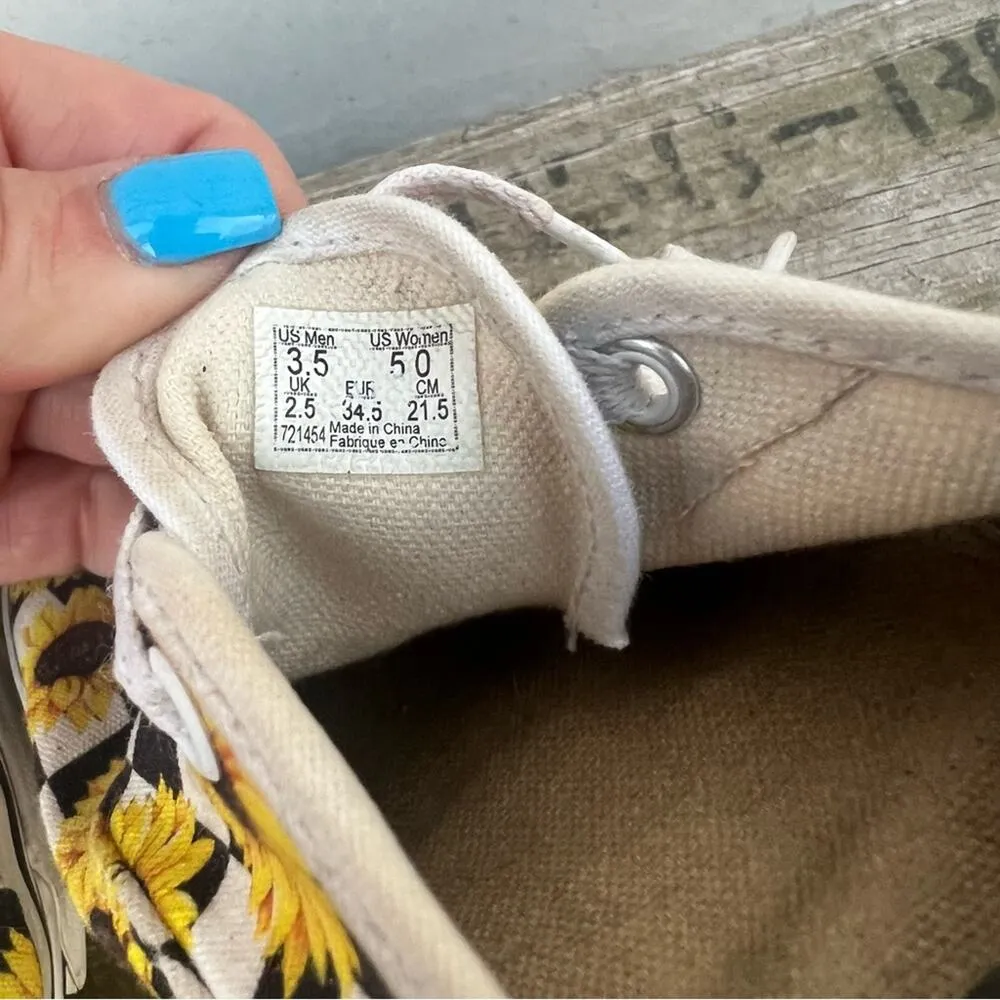 US Men US Women
3.5 5 0
UK EUR CM
2.5 34.5 21.5
721454 Made in China
Fabrique en Chine